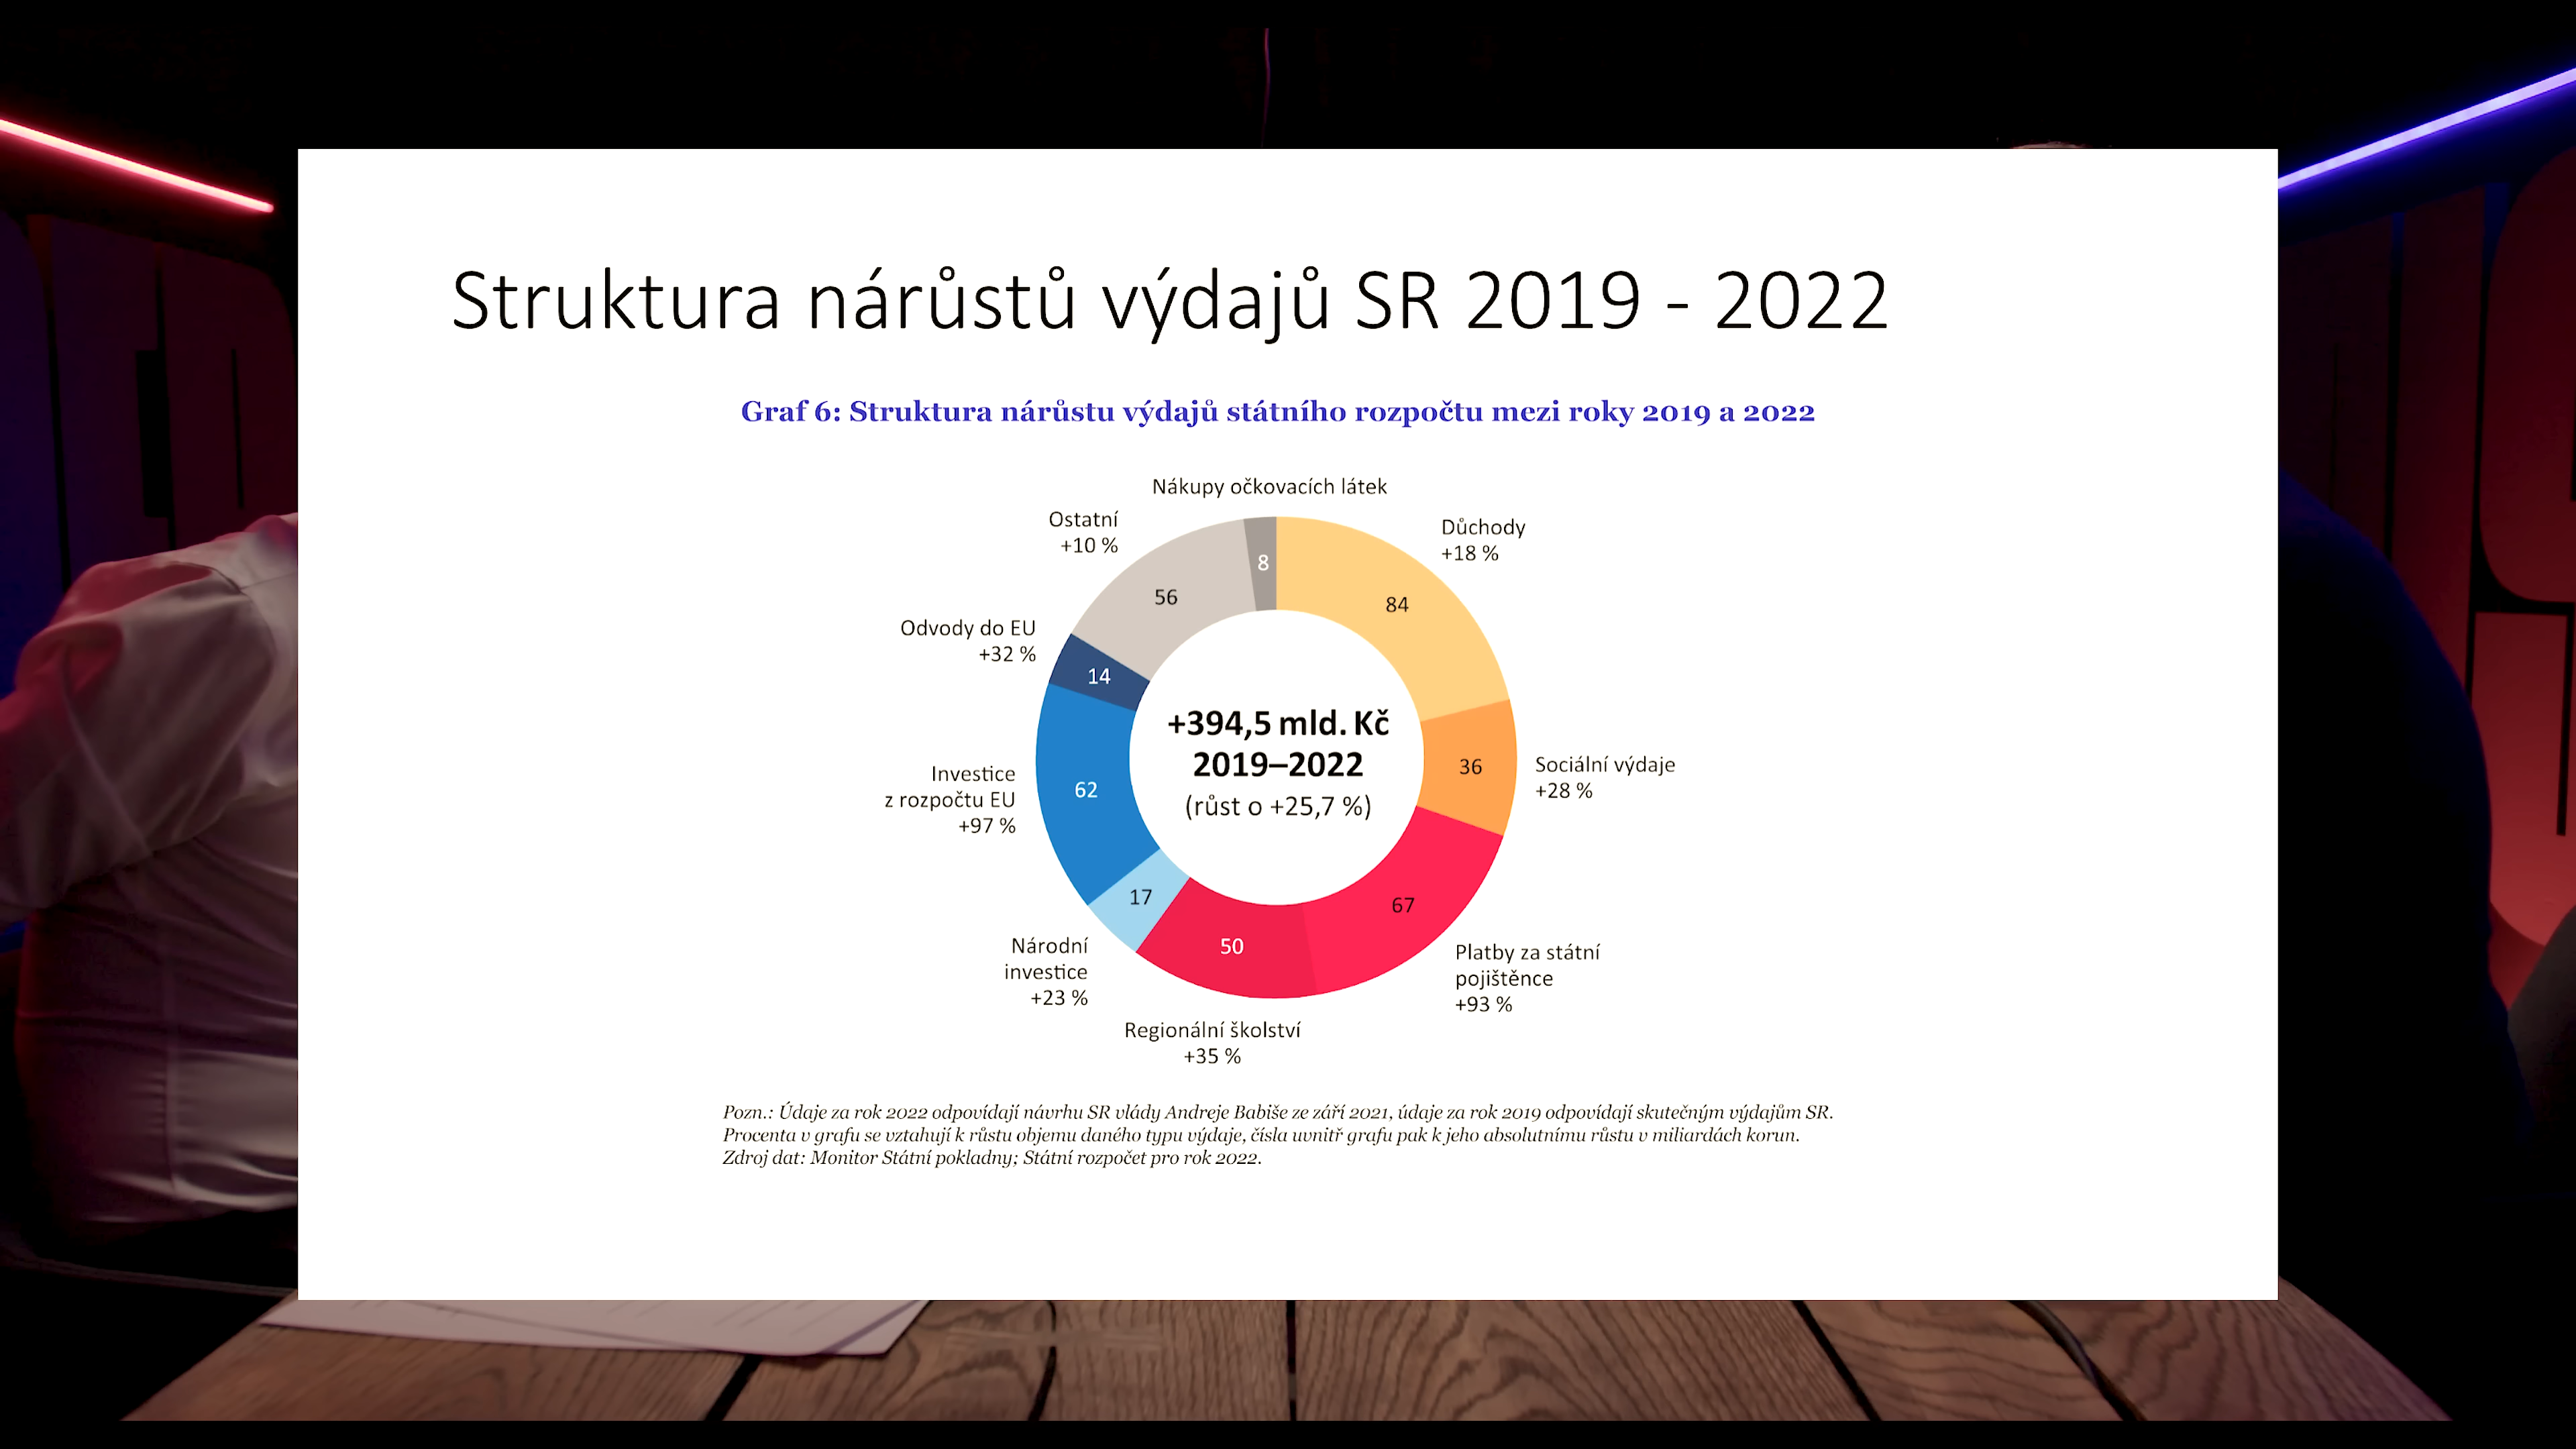 Struktura nárůstů výdajů SR 2019 - 2022
Graf 6: Struktura nárůstu výdajů státního rozpočtu mezi roky 2019 a 2022
Nákupy očkovacích látek
8
Důchody
+18 %
84
Sociální výdaje
+28 %
36
Platby za státní
pojištěnce
+93 %
67
Regionální školství
+35 %
50
Národní
investice
+23 %
17
Investice
z rozpočtu EU
+97 %
62
Odvody do EU
+32 %
14
Ostatní
+10 %
56
+394,5 mld. Kč
2019–2022
(růst o +25,7 %)
Pozn.: Údaje za rok 2022 odpovídají návrhu SR vlády Andreje Babiše ze září 2021, údaje za rok 2019 odpovídají skutečným výdajům SR.
Procenta v grafu se vztahují k růstu objemu daného typu výdaje, čísla uvnitř grafu pak k jeho absolutnímu růstu v miliardách korun.
Zdroj dat: Monitor Státní pokladny; Státní rozpočet pro rok 2022.